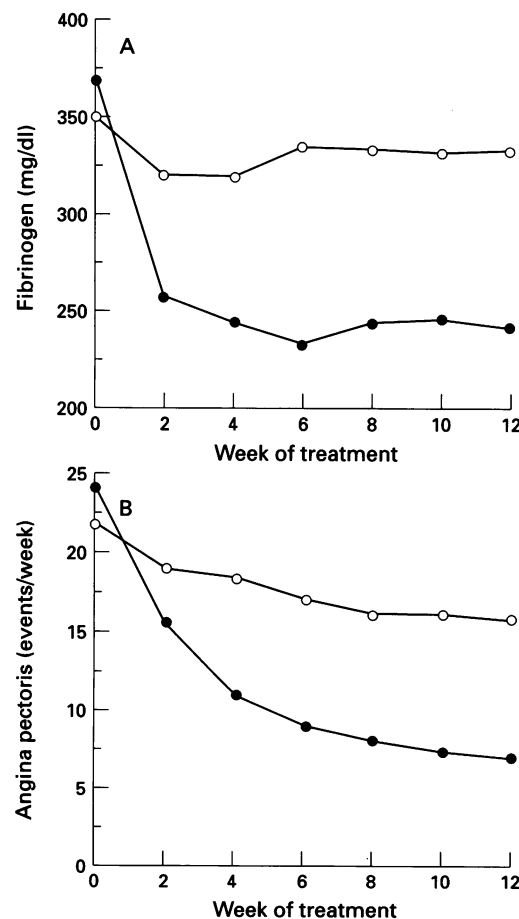 400
A
350
300
250
200
Fibrinogen (mg/dl)
0 2 4 6 8 10 12
Week of treatment
25
B
20
15
10
5
0
Angina pectoris (events/week)
0 2 4 6 8 10 12
Week of treatment